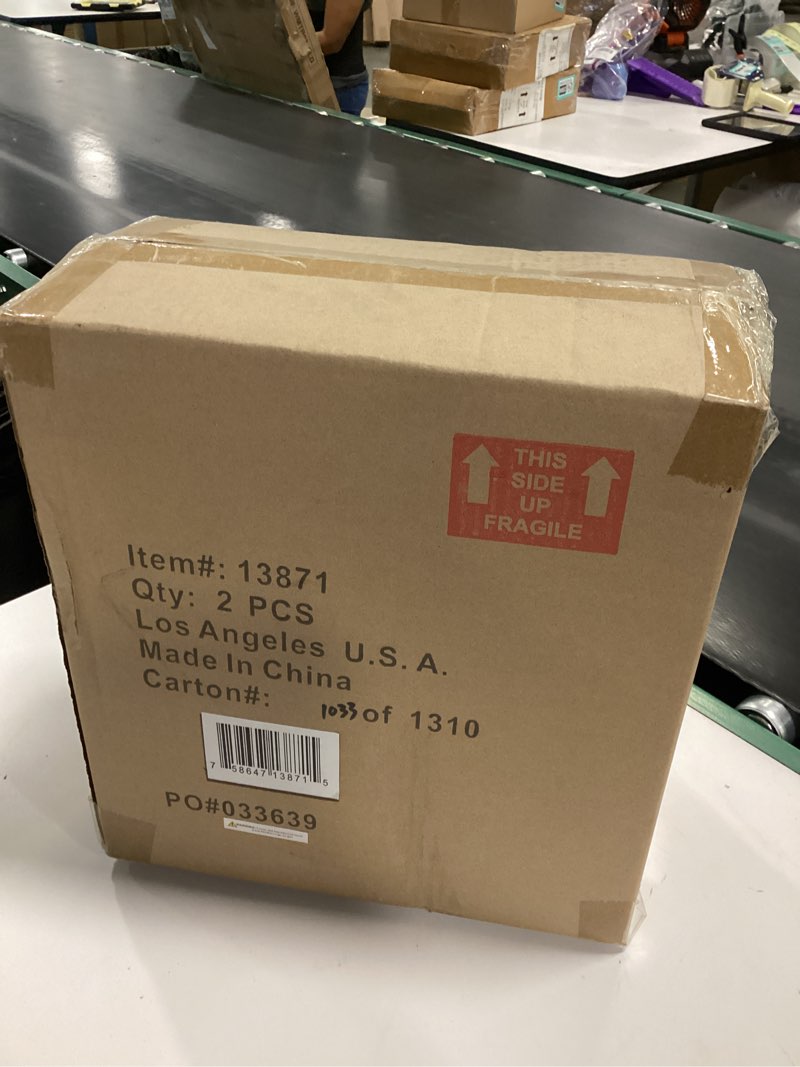 THIS
SIDE
UP
FRAGILE
Item#: 13871
Qty: 2 PCS
Los Angeles U.S.A.
Made In China
Carton#: 1033 of 1310
7 58647 13871 5
PO#033639